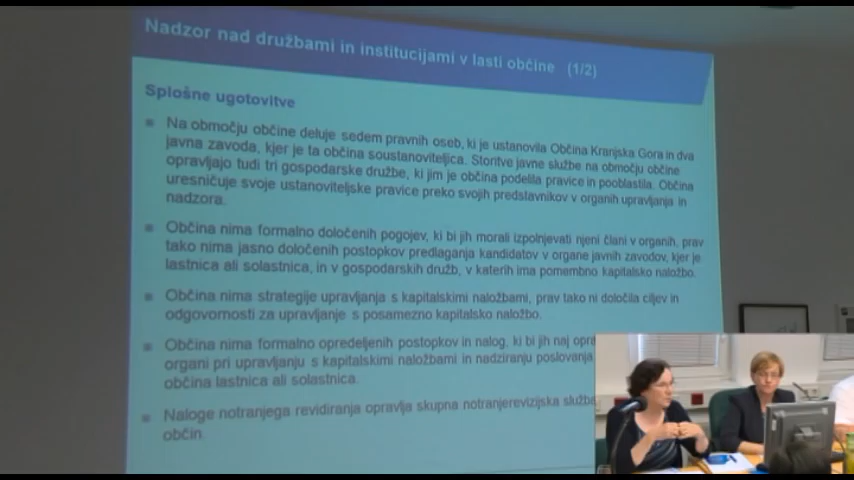 Nadzor nad družbami in institucijami v lasti občine (1/2)
Splošne ugotovitve
Na območju občine deluje sedem pravnih oseb, ki je ustanovila Občina Kranjska Gora in dva
javna zavoda, kjer je ta občina soustanoviteljica. Storitve javne službe na območju občine
opravljajo tudi tri gospodarske družbe, ki jim je občina podelila pravice in pooblastila. Občina
uresničuje svoje ustanoviteljske pravice preko svojih predstavnikov v organih upravljanja in
nadzora.
Občina nima formalno določenih pogojev, ki bi jih morali izpolnjevati njeni člani v organih, prav
tako nima jasno določenih postopkov predlaganja kandidatov v organe javnih zavodov, kjer je
lastnica ali solastnica, in v gospodarskih družb, v katerih ima pomembno kapitalsko naložbo.
Občina nima strategije upravljanja s kapitalskimi naložbami, prav tako ni določila ciljev in
odgovornosti za upravljanje s posamezno kapitalsko naložbo.
Občina nima formalno opredeljenih postopkov in nalog, ki bi jih naj opra
organi pri upravljanju s kapitalskimi naložbami in nadziranju poslovanja
občina lastnica ali solastnica.
Naloge notranjega revidiranja opravlja skupna notranjerevizijska službe
občin.